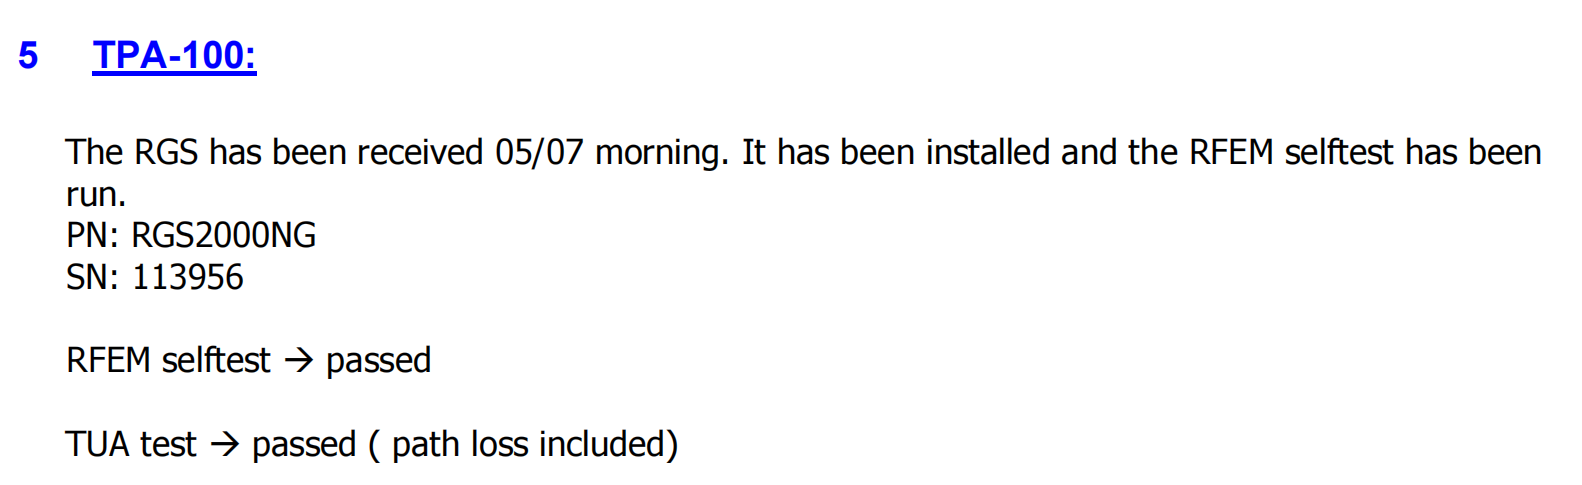 5 TPA-100:
The RGS has been received 05/07 morning. It has been installed and the RFEM selftest has been
run.
PN: RGS2000NG
SN: 113956
RFEM selftest → passed
TUA test → passed ( path loss included)